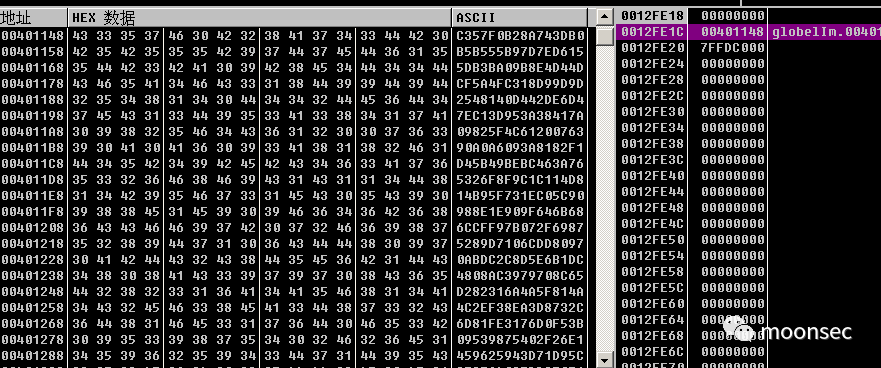 地址 HEX 数据 ASCII
00401148 43 33 35 37 46 30 42 32 38 41 37 34 33 44 42 30 C357F0B28A743DB0
00401158 42 35 42 35 35 35 42 39 37 44 37 45 44 36 31 35 B5B555B97D7ED615
00401168 35 44 42 33 42 41 30 39 42 38 45 34 44 34 34 44 5DB3BA09B8E4D44D
00401178 43 46 35 41 34 46 43 33 31 38 44 39 39 44 39 44 CF5A4FC318D99D9D
00401188 32 35 34 38 31 34 30 44 34 34 32 44 45 36 44 34 2548140D442DE6D4
00401198 37 45 43 31 33 44 39 35 33 41 33 38 34 31 37 41 7EC13D953A38417A
004011A8 30 39 38 32 35 46 34 43 36 31 32 30 30 37 36 33 09825F4C61200763
004011B8 39 30 41 30 41 36 30 39 33 41 38 31 38 32 46 31 90A0A6093A8182F1
004011C8 44 34 35 42 34 39 42 45 42 43 34 36 33 41 37 36 D45B49BEBC463A76
004011D8 35 33 32 36 46 38 46 39 43 31 43 31 31 34 44 38 5326F8F9C1C114D8
004011E8 31 34 42 39 35 46 37 33 31 45 43 30 35 43 39 30 14B95F731EC05C90
004011F8 39 38 38 45 31 45 39 30 39 46 36 34 36 42 36 38 988E1E909F646B68
00401208 36 43 43 46 46 39 37 42 30 37 32 46 36 39 38 37 6CCFF97B072F6987
00401218 35 32 38 39 44 37 31 30 36 43 44 44 38 30 39 37 5289D7106CDD8097
00401228 30 41 42 44 43 32 43 38 44 35 45 36 42 31 44 43 0ABDC2C8D5E6B1DC
00401238 34 38 30 38 41 43 33 39 37 39 37 30 38 43 36 35 4808AC3979708C65
00401248 44 32 38 32 33 31 36 41 34 41 35 46 38 31 34 41 D282316A4A5F814A
00401258 34 43 32 45 46 33 38 45 41 33 44 38 37 33 32 43 4C2EF38EA3D8732C
00401268 36 44 38 31 46 45 33 31 37 36 44 30 46 35 33 42 6D81FE3176D0F53B
00401278 30 39 35 33 39 38 37 35 34 30 32 46 32 36 45 31 09539875402F26E1
00401288 34 35 39 36 32 35 39 34 33 44 37 31 44 39 35 43 459625943D71D95C
0012FE18 00000000
0012FE1C 00401148 globelIm.00401
0012FE20 7FFDC000
0012FE24 00000000
0012FE28 00000000
0012FE2C 00000000
0012FE30 00000000
0012FE34 00000000
0012FE38 00000000
0012FE3C 00000000
0012FE40 00000000
0012FE44 00000000
0012FE48 00000000
0012FE4C 00000000
0012FE50 00000000
0012FE54 00000000
0012FE58 00000000
0012FE5C 00000000
0012FE60 00000000
0012FE64 00000000
0012FE68 00000000
0012FE6C 00000000
moonsec